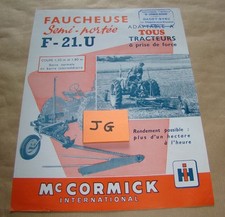 FAUCHEUSE
Semi-portée
F-21.U
ADAPTABLE A
TOUS
TRACTEURS
à prise de force
JG
Rendement possible :
plus d'un hectare
à l'heure
McCORMICK
INTERNATIONAL
IH